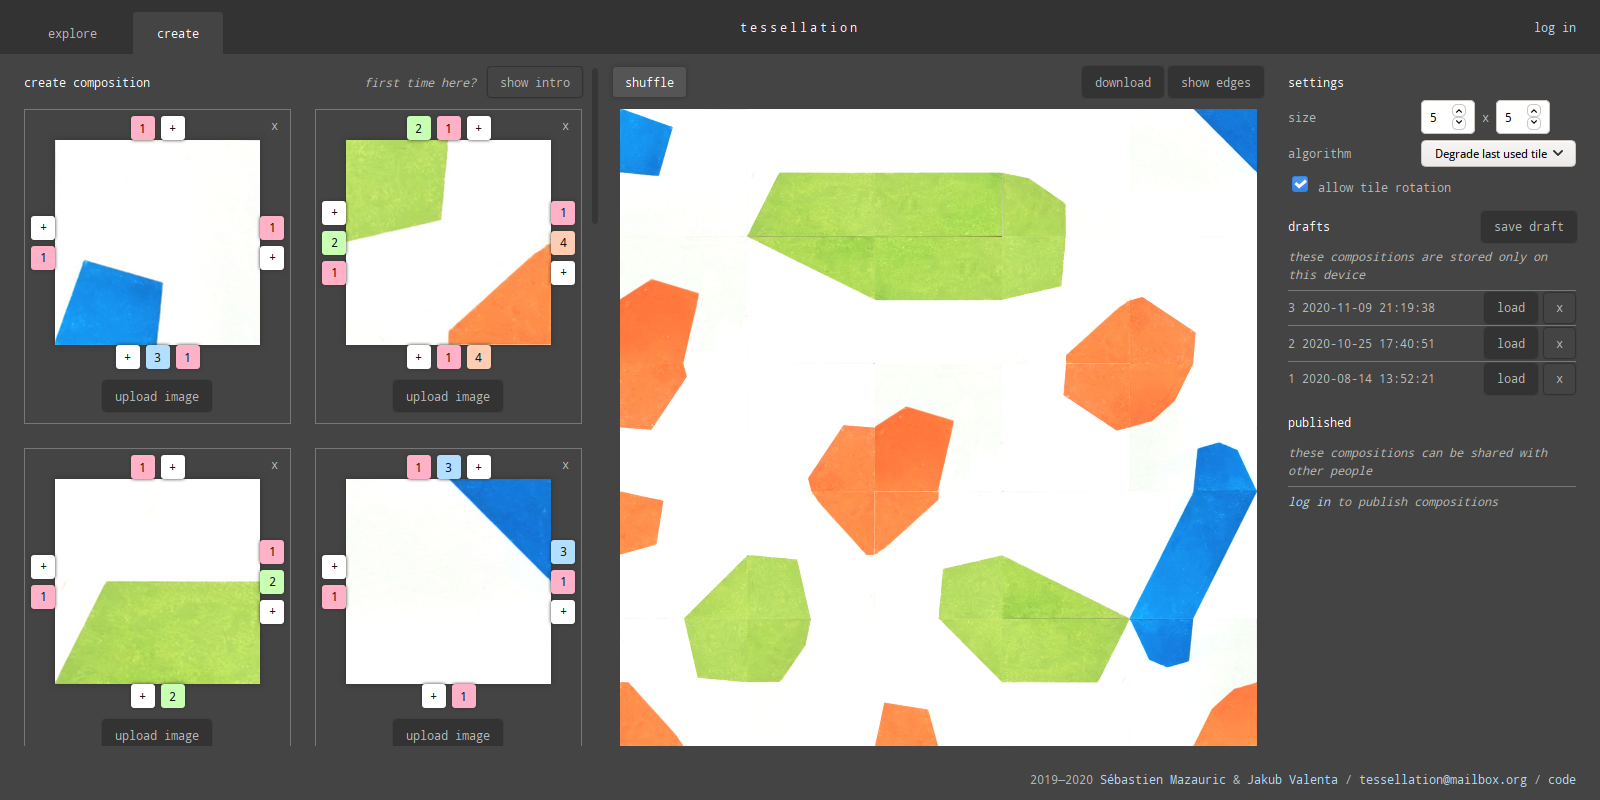 explore
create
tessellation
log in
create composition
first time here?
show intro
shuffle
download
show edges
settings
1 +
x
2 1 +
x
size
5 x 5
algorithm
Degrade last used tile
allow tile rotation
+
1
1
+
+
2
1
1
4
+
drafts
save draft
these compositions are stored only on
this device
3 2020-11-09 21:19:38
load
x
2 2020-10-25 17:40:51
load
x
1 2020-08-14 13:52:21
load
x
+ 3 1
+ 1 4
upload image
upload image
published
these compositions can be shared with
other people
log in to publish compositions
1 +
x
1 3 +
x
+
1
1
2
+
+
1
3
1
+
+ 2
+ 1
upload image
upload image
2019–2020 Sébastien Mazauric & Jakub Valenta / tessellation@mailbox.org / code